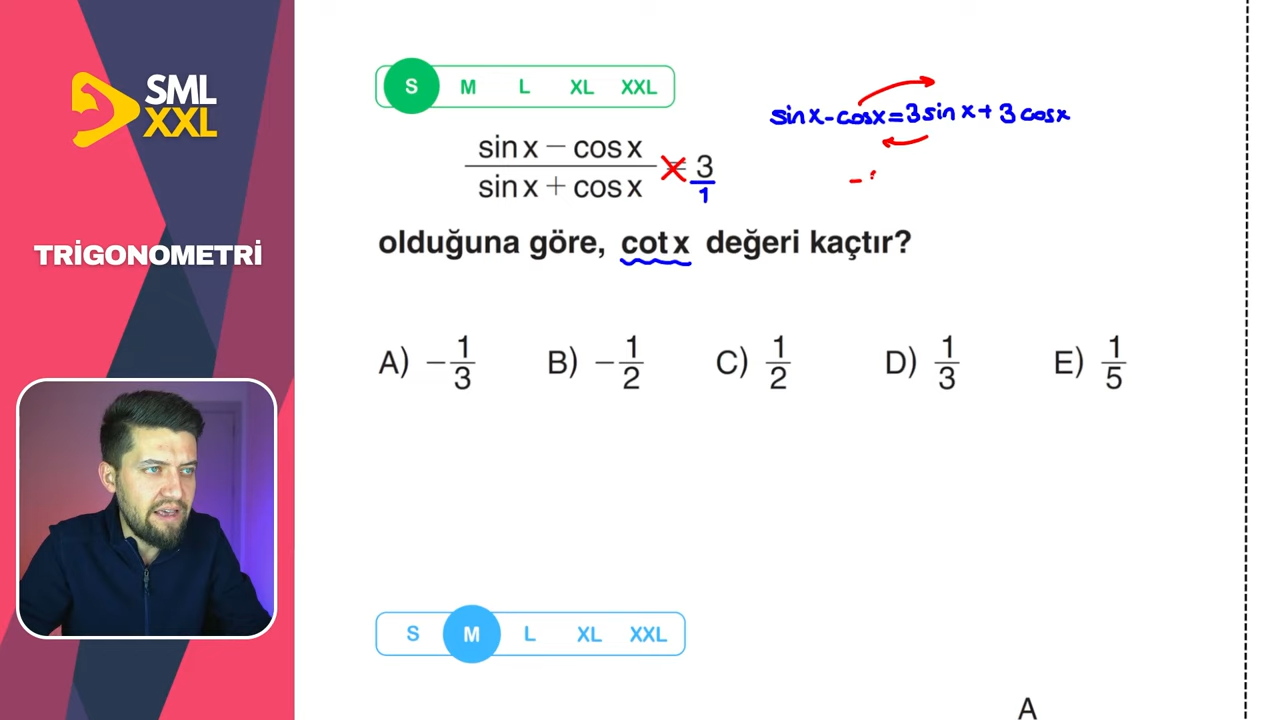 SML
XXL
TRİGONOMETRİ
S M L XL XXL
sinx-cosx=3sinx+3cosx
sin x − cos x
sin x + cos x
= 3
1
olduğuna göre, cot x değeri kaçtır?
A) −1/3 B) −1/2 C) 1/2 D) 1/3 E) 1/5
S M L XL XXL
A